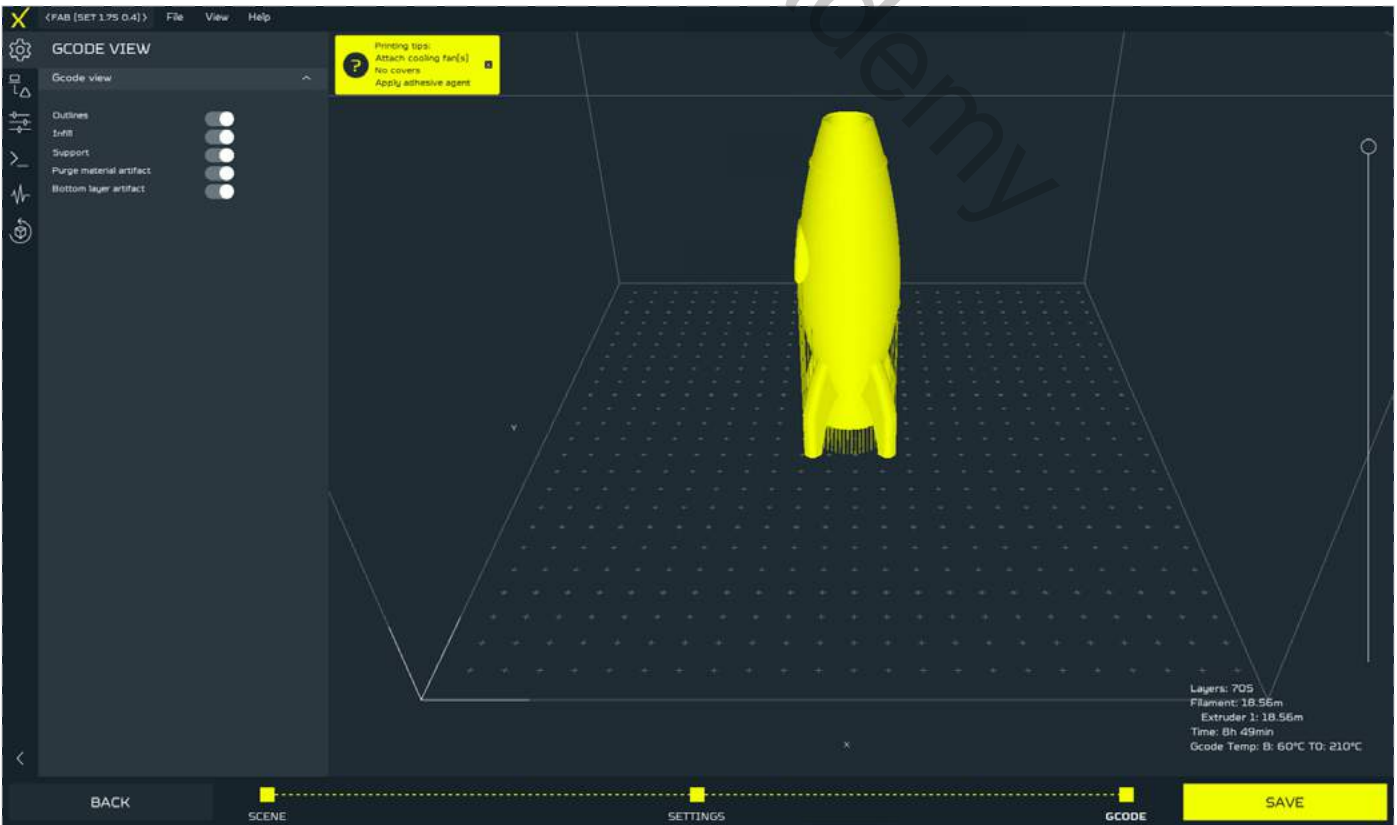 <FAB (SET 1.75 0.4)> File View Help
GCODE VIEW
Gcode view
Outlines
Infill
Support
Purge material artifact
Bottom layer artifact
Printing tips:
Attach cooling fan(s)
No covers
Apply adhesive agent
?
x
demy
Y
X
Layers: 705
Filament: 18.56m
Extruder 1: 18.56m
Time: 8h 49min
Gcode Temp: B: 60°C T0: 210°C
BACK
SCENE
SETTINGS
GCODE
SAVE